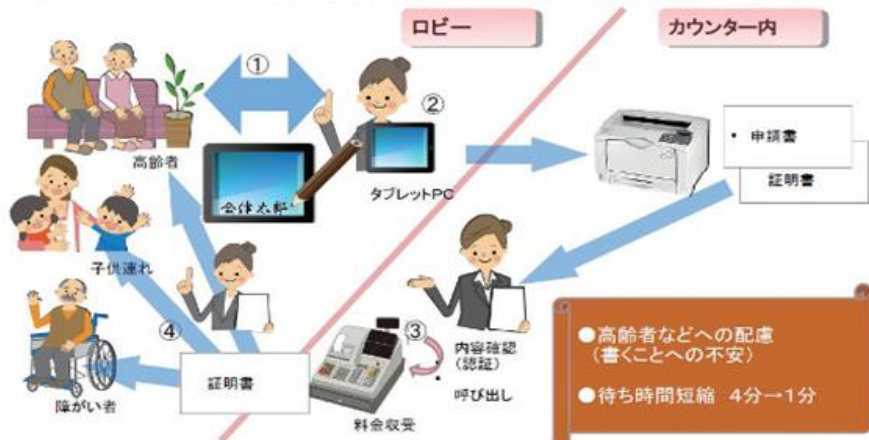 ロビー
カウンター内
①
②
高齢者
会津太郎
タブレットPC
・ 申請書
証明書
子供連れ
④
障がい者
証明書
③
内容確認
(認証)
・
呼び出し
料金収受
●高齢者などへの配慮
(書くことへの不安)
●待ち時間短縮 4分→1分